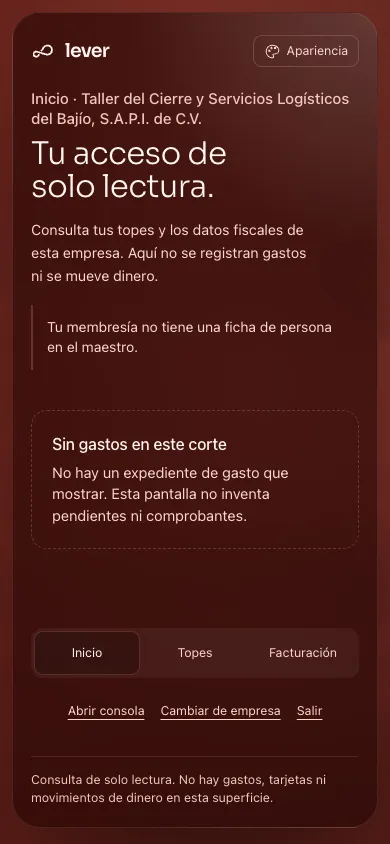 lever
Apariencia
Inicio · Taller del Cierre y Servicios Logísticos
del Bajío, S.A.P.I. de C.V.
Tu acceso de
solo lectura.
Consulta tus topes y los datos fiscales de
esta empresa. Aquí no se registran gastos
ni se mueve dinero.
Tu membresía no tiene una ficha de persona
en el maestro.
Sin gastos en este corte
No hay un expediente de gasto que
mostrar. Esta pantalla no inventa
pendientes ni comprobantes.
Inicio
Topes
Facturación
Abrir consola
Cambiar de empresa
Salir
Consulta de solo lectura. No hay gastos, tarjetas ni
movimientos de dinero en esta superficie.